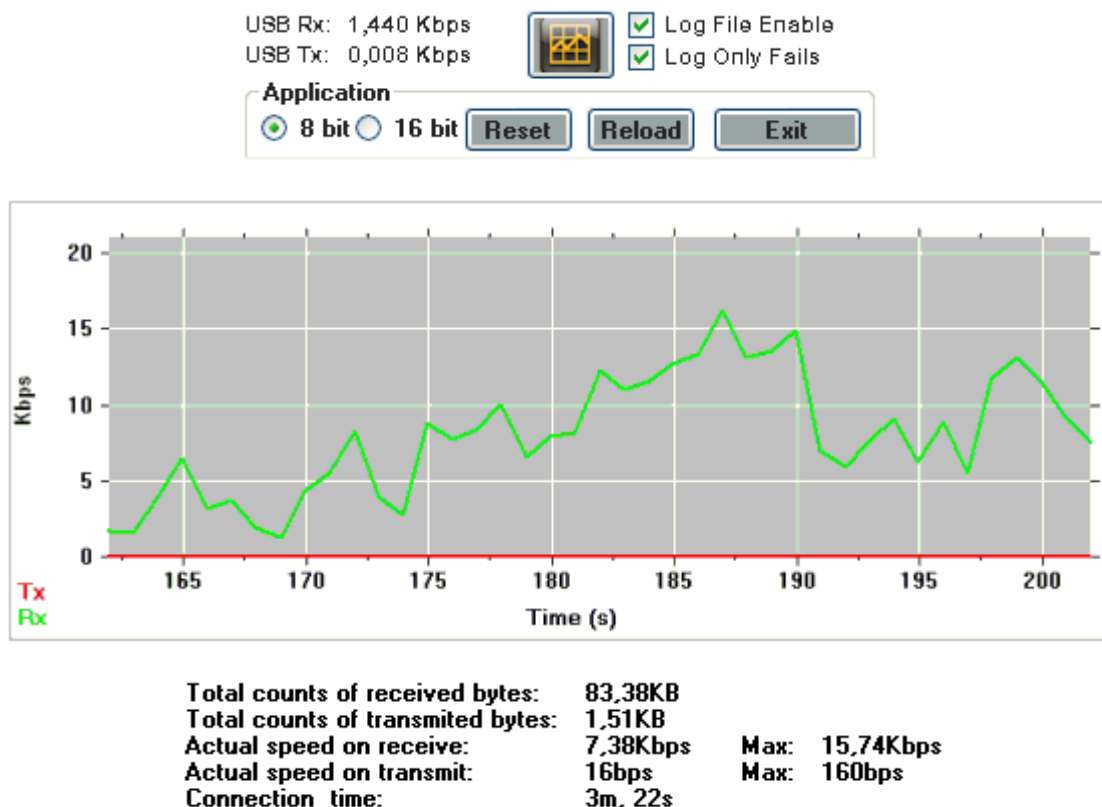 USB Rx: 1,440 Kbps
USB Tx: 0,008 Kbps
Log File Enable
Log Only Fails
Application
8 bit 16 bit Reset Reload Exit
20
15
10
5
0
Kbps
165 170 175 180 185 190 195 200
Tx
Rx
Time (s)
Total counts of received bytes: 83,38KB
Total counts of transmited bytes: 1,51KB
Actual speed on receive: 7,38Kbps Max: 15,74Kbps
Actual speed on transmit: 16bps Max: 160bps
Connection time: 3m, 22s